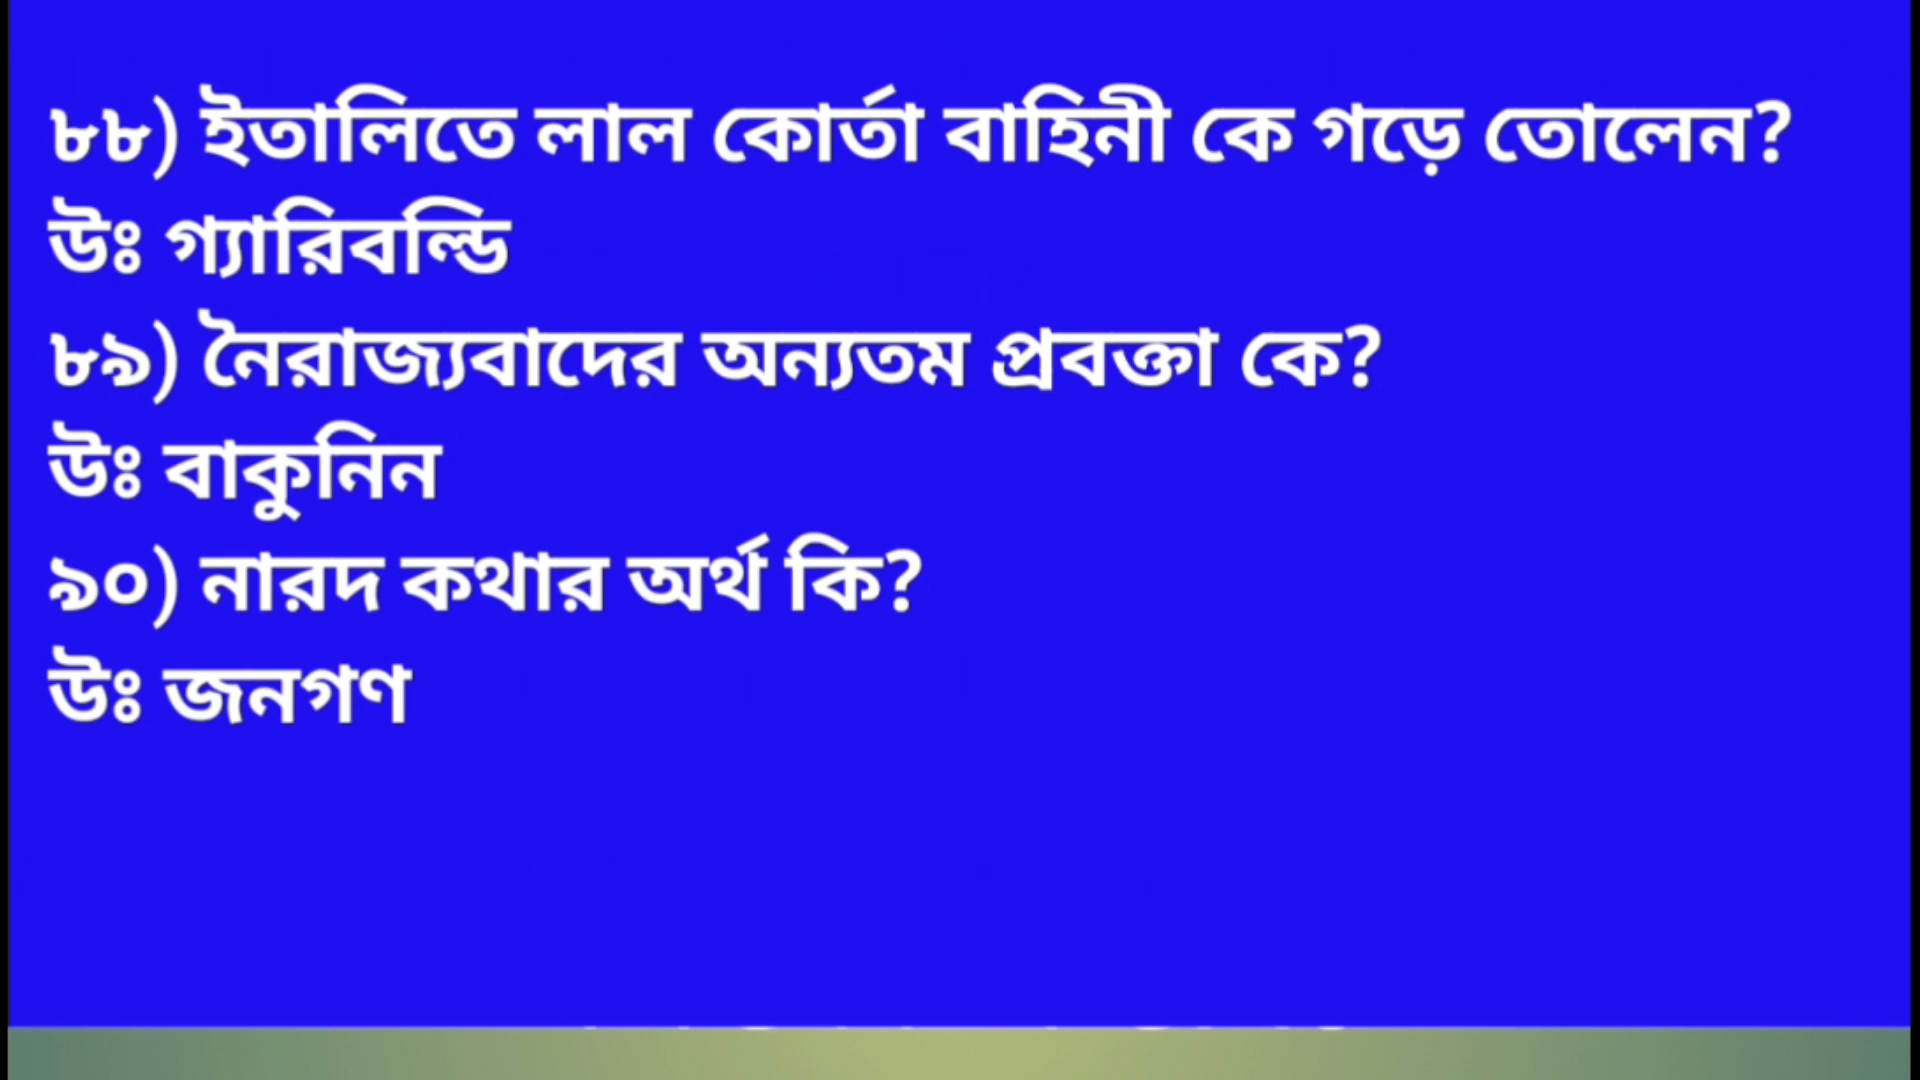 ৮৮) ইতালিতে লাল কোর্তা বাহিনী কে গড়ে তোলেন?
উঃ গ্যারিবল্ডি
৮৯) নৈরাজ্যবাদের অন্যতম প্রবক্তা কে?
উঃ বাকুনিন
৯০) নারদ কথার অর্থ কি?
উঃ জনগণ